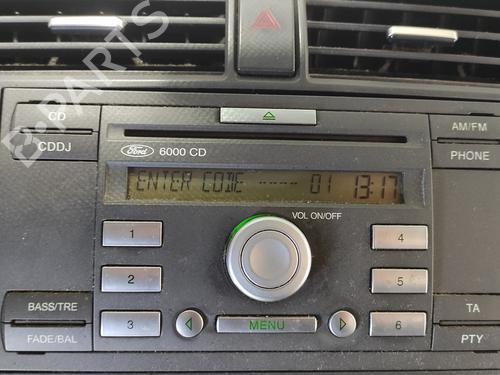 B-PARTS
CD
CDDJ
AM/FM
PHONE
Ford 6000 CD
ENTER CODE ---- 01 13:17
VOL ON/OFF
1
2
3
4
5
6
BASS/TRE
FADE/BAL
MENU
TA
PTY